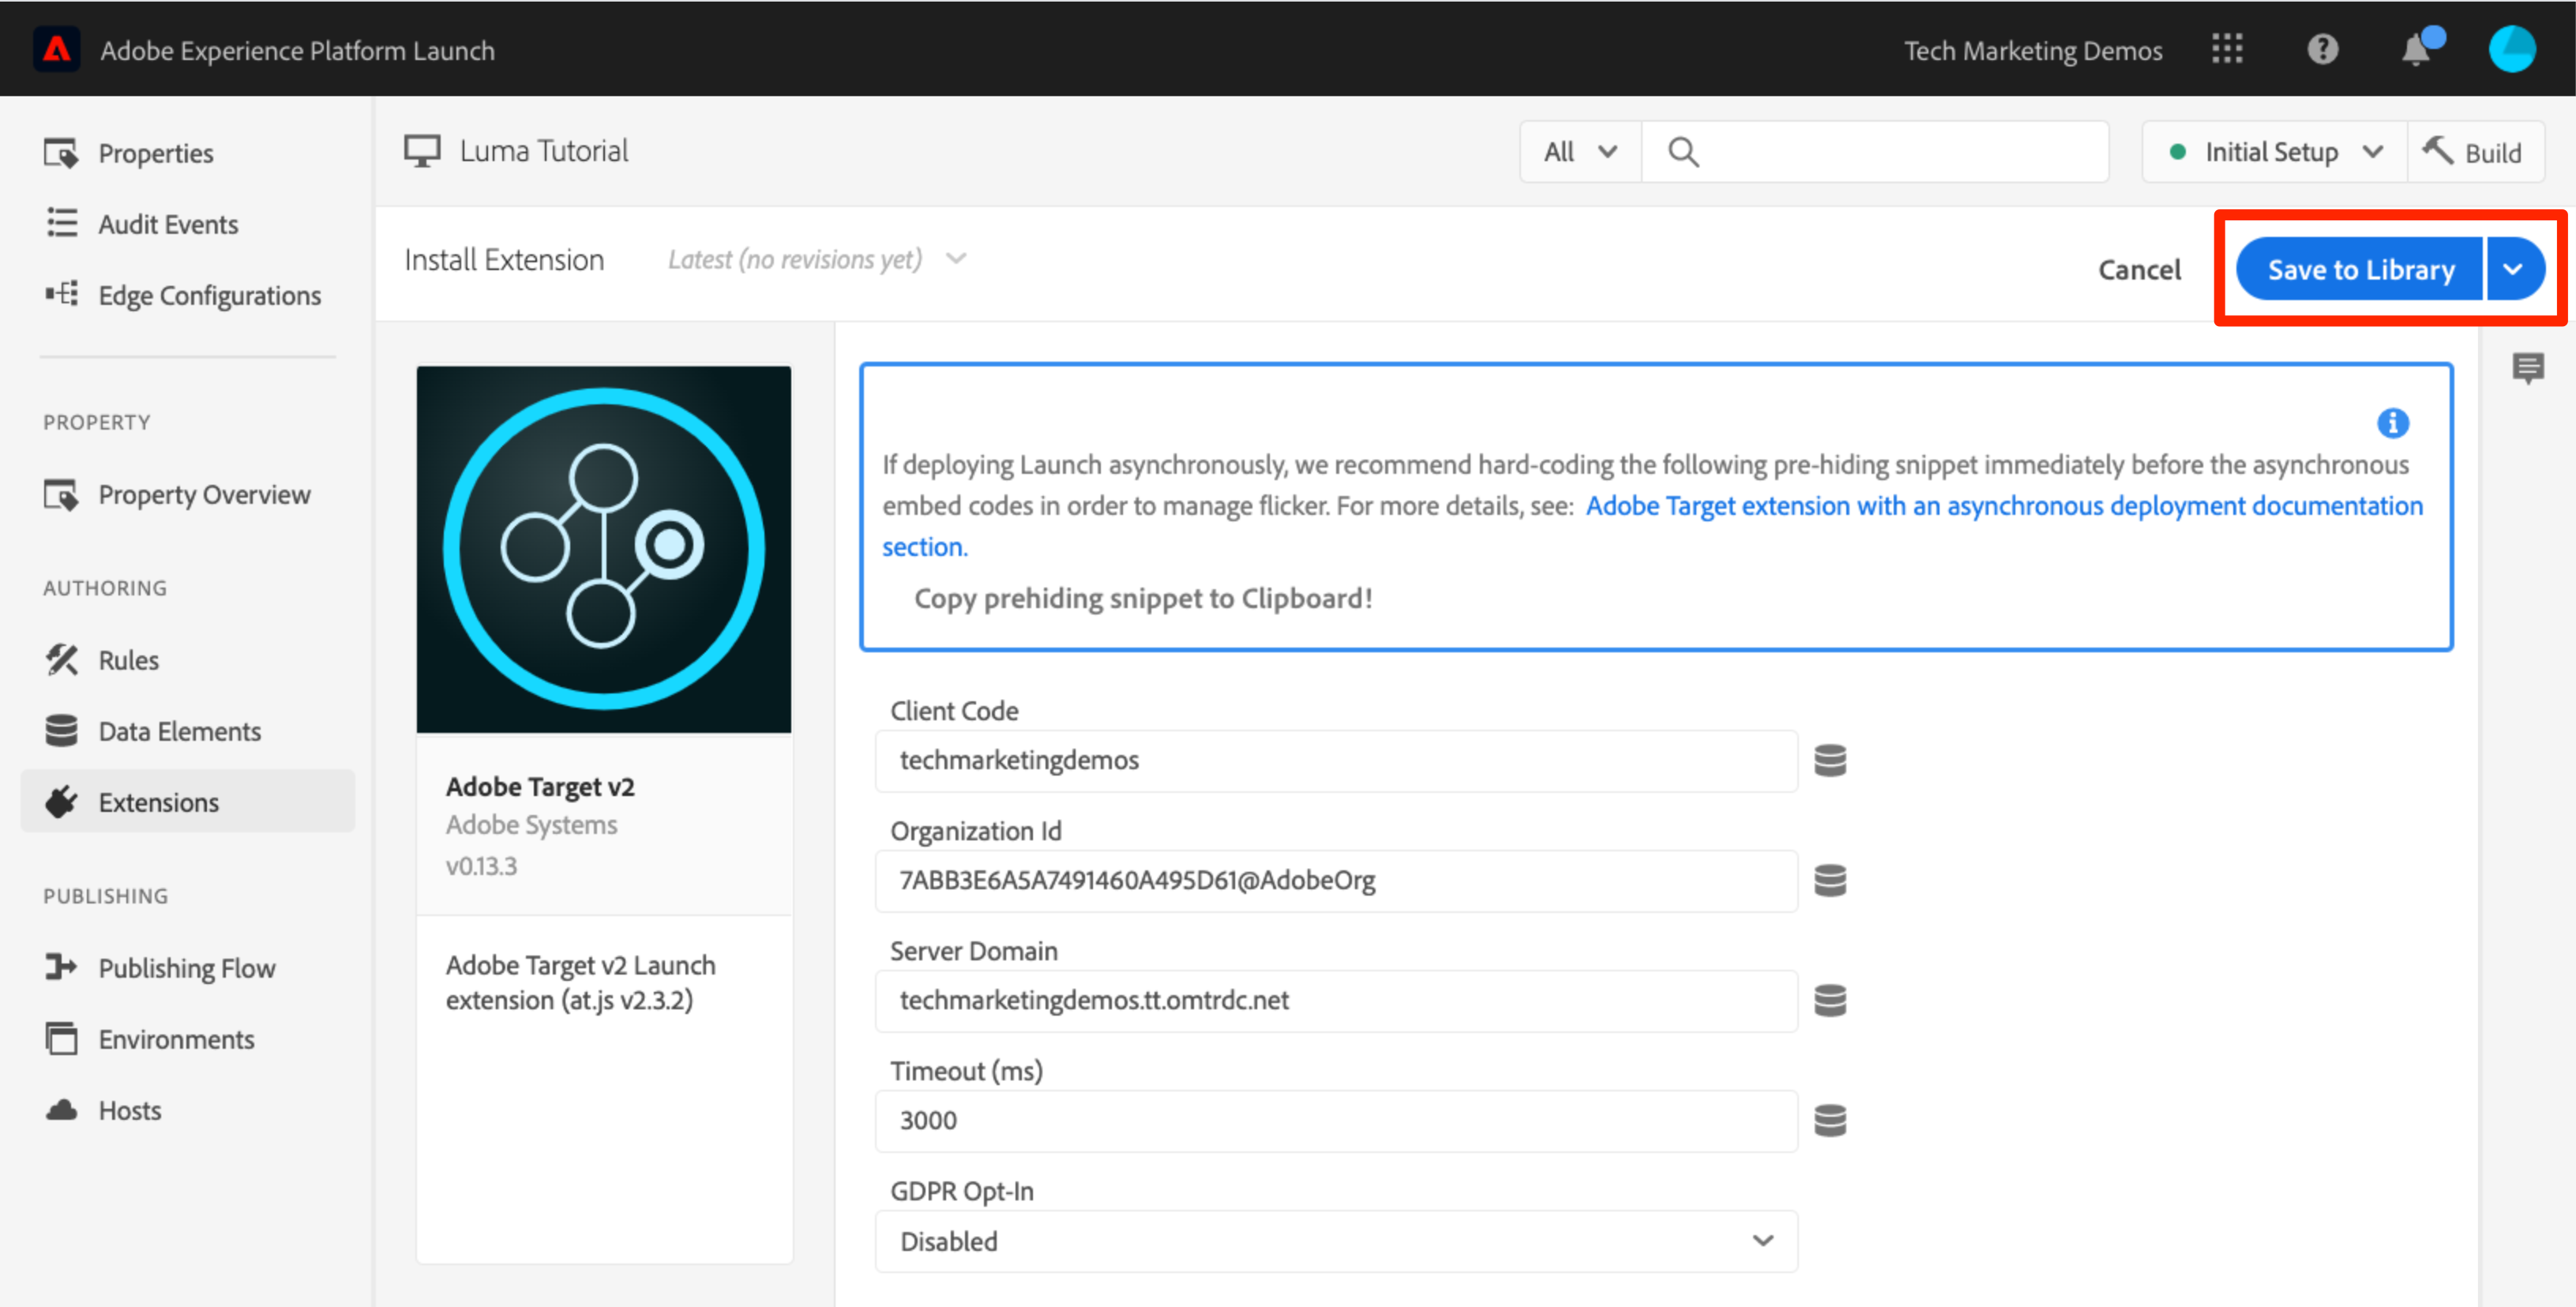 Adobe Experience Platform Launch
Tech Marketing Demos
Properties
Audit Events
Edge Configurations
PROPERTY
Property Overview
AUTHORING
Rules
Data Elements
Extensions
PUBLISHING
Publishing Flow
Environments
Hosts
Luma Tutorial
All
Initial Setup
Build
Install Extension
Latest (no revisions yet)
Cancel
Save to Library
Adobe Target v2
Adobe Systems
v0.13.3
Adobe Target v2 Launch
extension (at.js v2.3.2)
If deploying Launch asynchronously, we recommend hard-coding the following pre-hiding snippet immediately before the asynchronous
embed codes in order to manage flicker. For more details, see: Adobe Target extension with an asynchronous deployment documentation
section.
Copy prehiding snippet to Clipboard!
Client Code
techmarketingdemos
Organization Id
7ABB3E6A5A7491460A495D61@AdobeOrg
Server Domain
techmarketingdemos.tt.omtrdc.net
Timeout (ms)
3000
GDPR Opt-In
Disabled